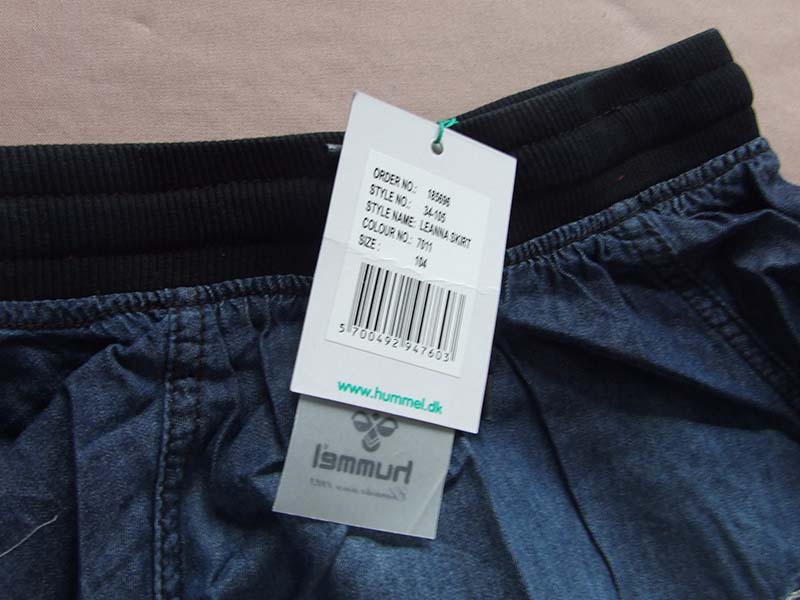 ORDER NO.: 185696
STYLE NO.: 34-105
STYLE NAME: LEANNA SKIRT
COLOUR NO.: 7011
SIZE : 104
5 700492 947603
www.hummel.dk
hummel